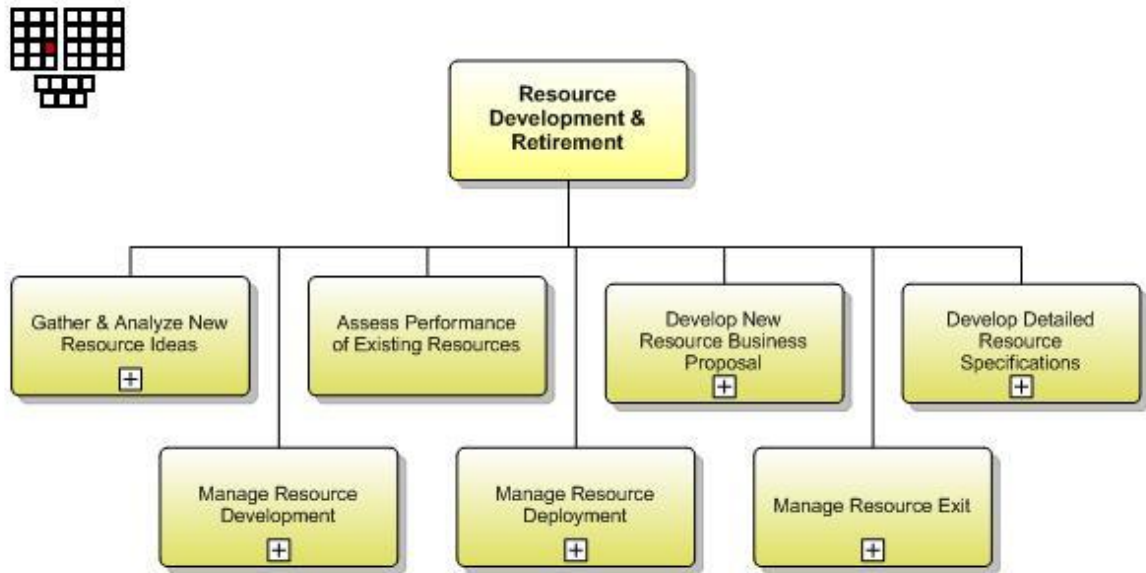 Resource
Development &
Retirement
Gather & Analyze New
Resource Ideas
Assess Performance
of Existing Resources
Develop New
Resource Business
Proposal
Develop Detailed
Resource
Specifications
Manage Resource
Development
Manage Resource
Deployment
Manage Resource Exit